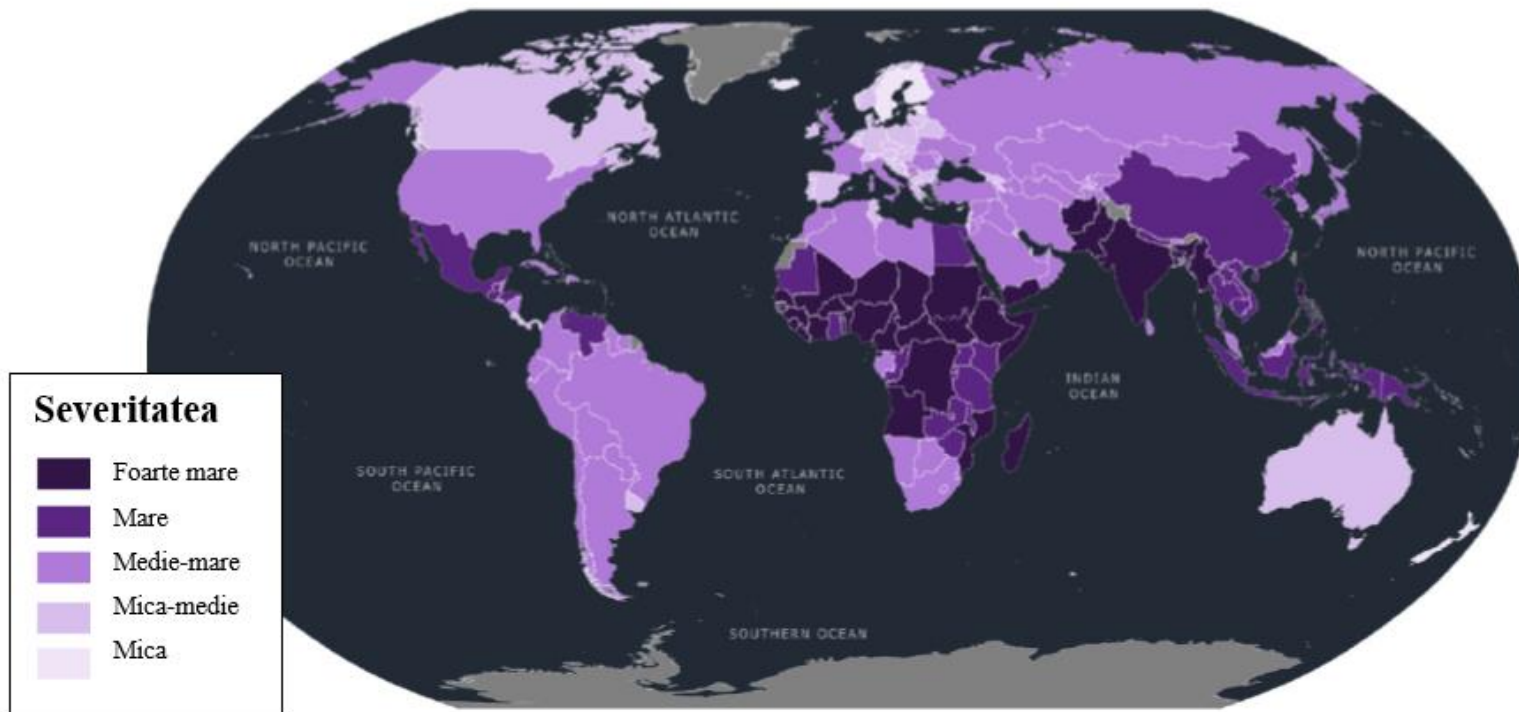 NORTH ATLANTIC
OCEAN
NORTH PACIFIC
OCEAN
NORTH PACIFIC
OCEAN
INDIAN
OCEAN
SOUTH PACIFIC
OCEAN
SOUTH ATLANTIC
OCEAN
SOUTHERN OCEAN
Severitatea
Foarte mare
Mare
Medie-mare
Mica-medie
Mica